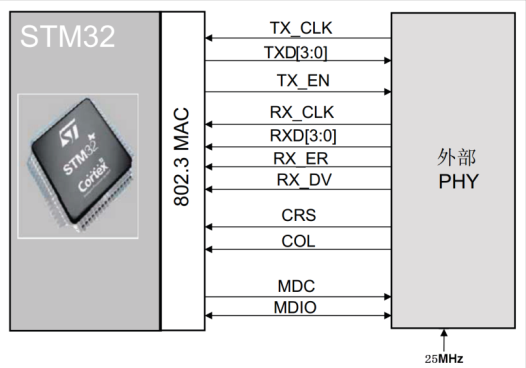 STM32
STM32
Cortex
802.3 MAC
TX_CLK
TXD[3:0]
TX_EN
RX_CLK
RXD[3:0]
RX_ER
RX_DV
CRS
COL
MDC
MDIO
外部
PHY
25MHz